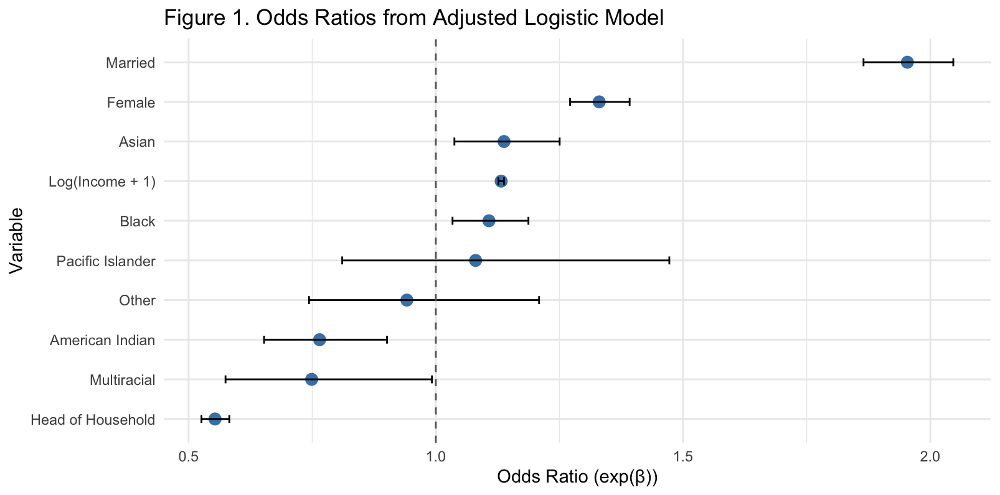 Figure 1. Odds Ratios from Adjusted Logistic Model
Married
Female
Asian
Log(Income + 1)
Black
Pacific Islander
Other
American Indian
Multiracial
Head of Household
Variable
0.5 1.0 1.5 2.0
Odds Ratio (exp(β))